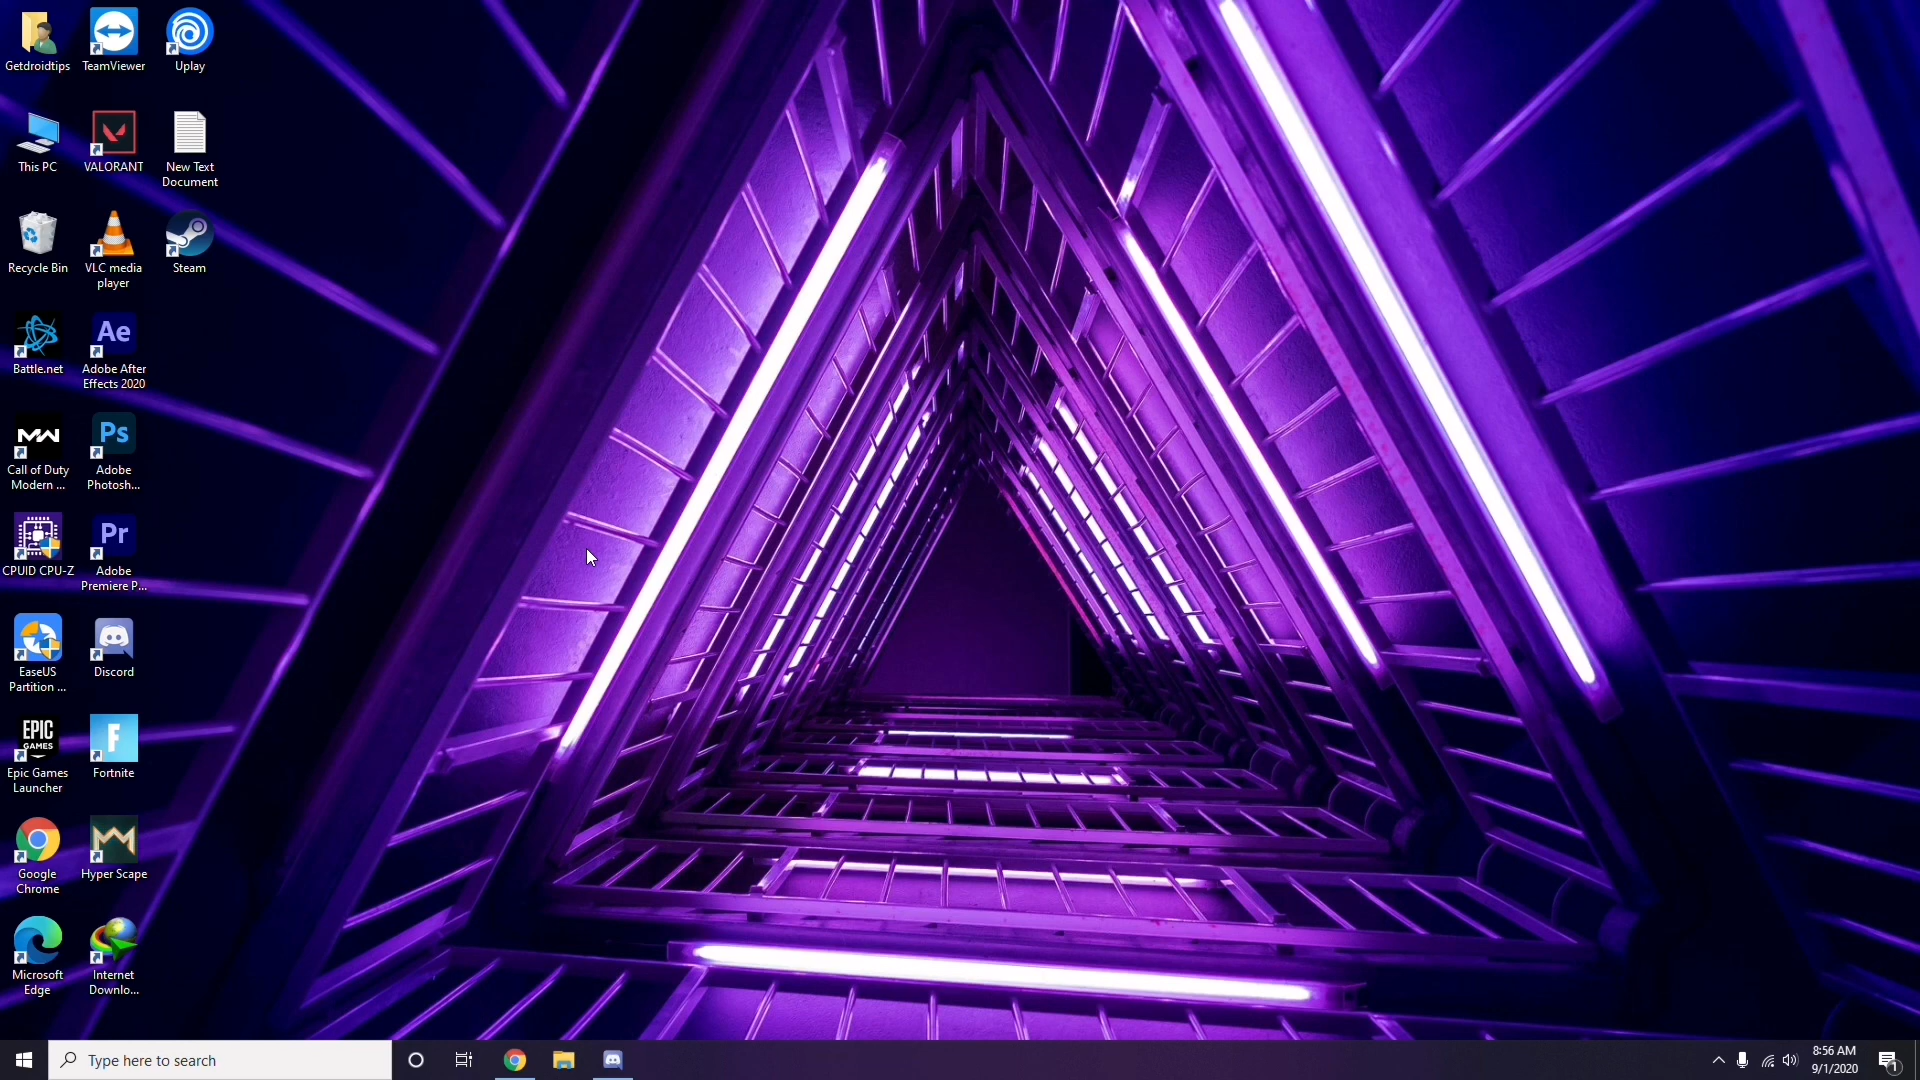 Getdroidtips
TeamViewer
Uplay
This PC
VALORANT
New Text
Document
Recycle Bin
VLC media
player
Steam
Battle.net
Ae
Adobe After
Effects 2020
MW
Call of Duty
Modern ...
Ps
Adobe
Photosh...
CPUID CPU-Z
Pr
Adobe
Premiere P...
EaseUS
Partition ...
Discord
EPIC
GAMES
Epic Games
Launcher
F
Fortnite
Google
Chrome
Hyper Scape
Microsoft
Edge
Internet
Downlo...
Type here to search
8:56 AM
9/1/2020
1